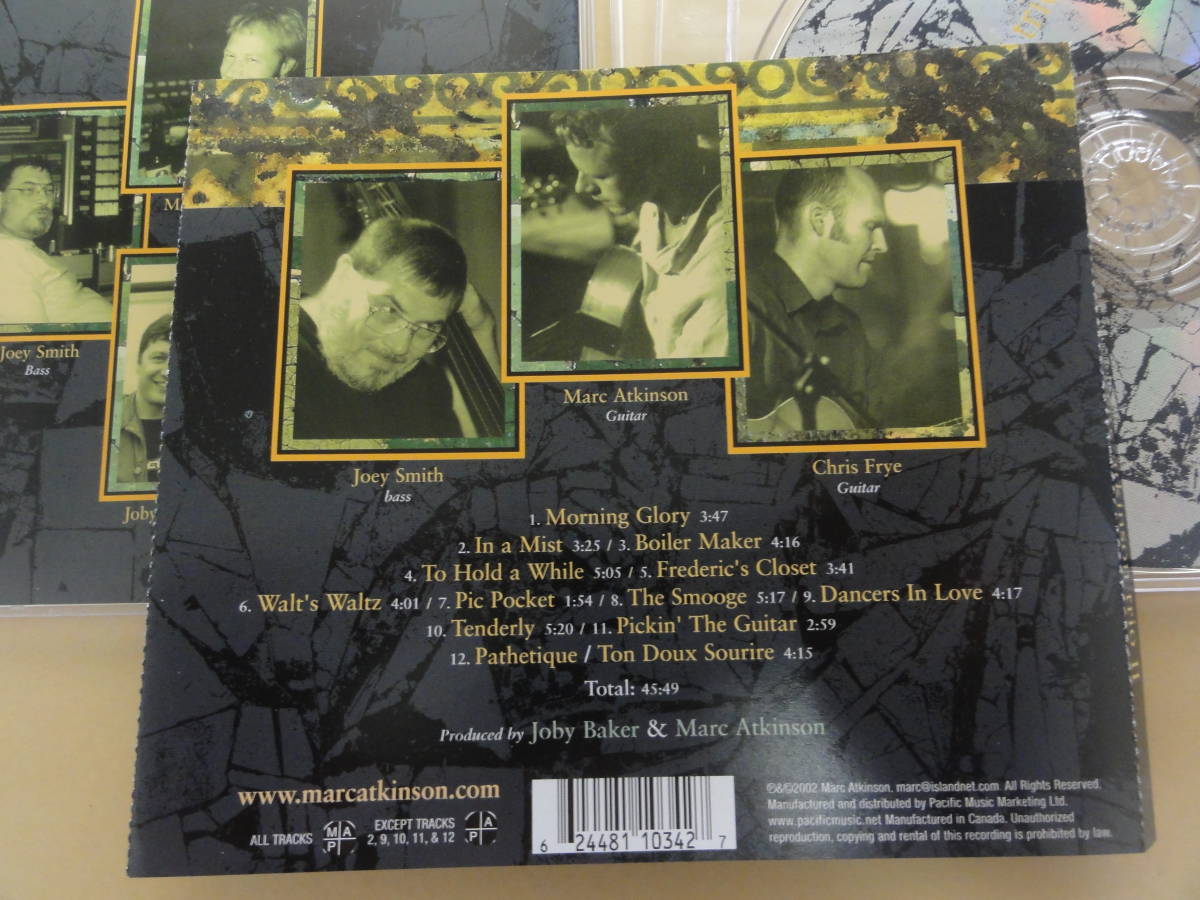 Joey Smith
Bass
Joby
Marc Atkinson
Guitar
Joey Smith
bass
Chris Frye
Guitar
1. Morning Glory 3:47
2. In a Mist 3:25 / 3. Boiler Maker 4:16
4. To Hold a While 5:05 / 5. Frederic's Closet 3:41
6. Walt's Waltz 4:01 / 7. Pic Pocket 1:54 / 8. The Smooge 5:17 / 9. Dancers In Love 4:17
10. Tenderly 5:20 / 11. Pickin' The Guitar 2:59
12. Pathetique / Ton Doux Sourire 4:15
Total: 45:49
Produced by Joby Baker & Marc Atkinson
www.marcatkinson.com
ALL TRACKS MAP EXCEPT TRACKS
2, 9, 10, 11, & 12 AP
6 24481 10342 7
℗&©2002 Marc Atkinson. marc@islandnet.com All Rights Reserved.
Manufactured and distributed by Pacific Music Marketing Ltd.
www.pacificmusic.net Manufactured in Canada. Unauthorized
reproduction, copying and rental of this recording is prohibited by law.